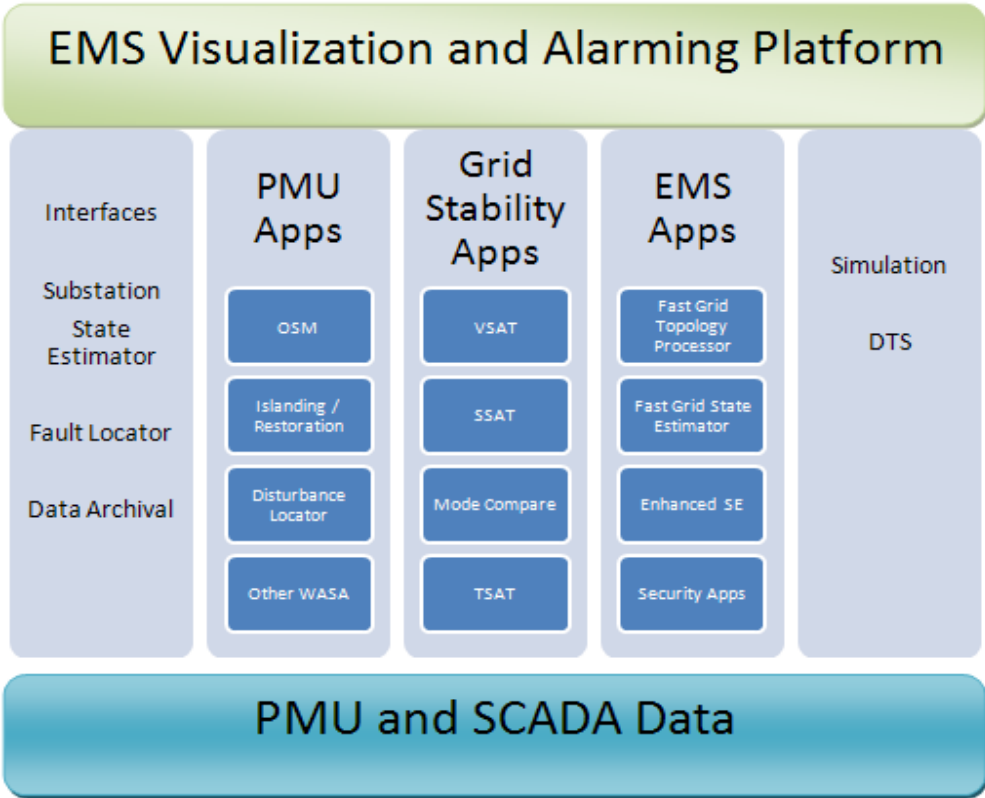 EMS Visualization and Alarming Platform
Interfaces
Substation
State
Estimator
Fault Locator
Data Archival
PMU
Apps
OSM
Islanding /
Restoration
Disturbance
Locator
Other WASA
Grid
Stability
Apps
VSAT
SSAT
Mode Compare
TSAT
EMS
Apps
Fast Grid
Topology
Processor
Fast Grid State
Estimator
Enhanced SE
Security Apps
Simulation
DTS
PMU and SCADA Data